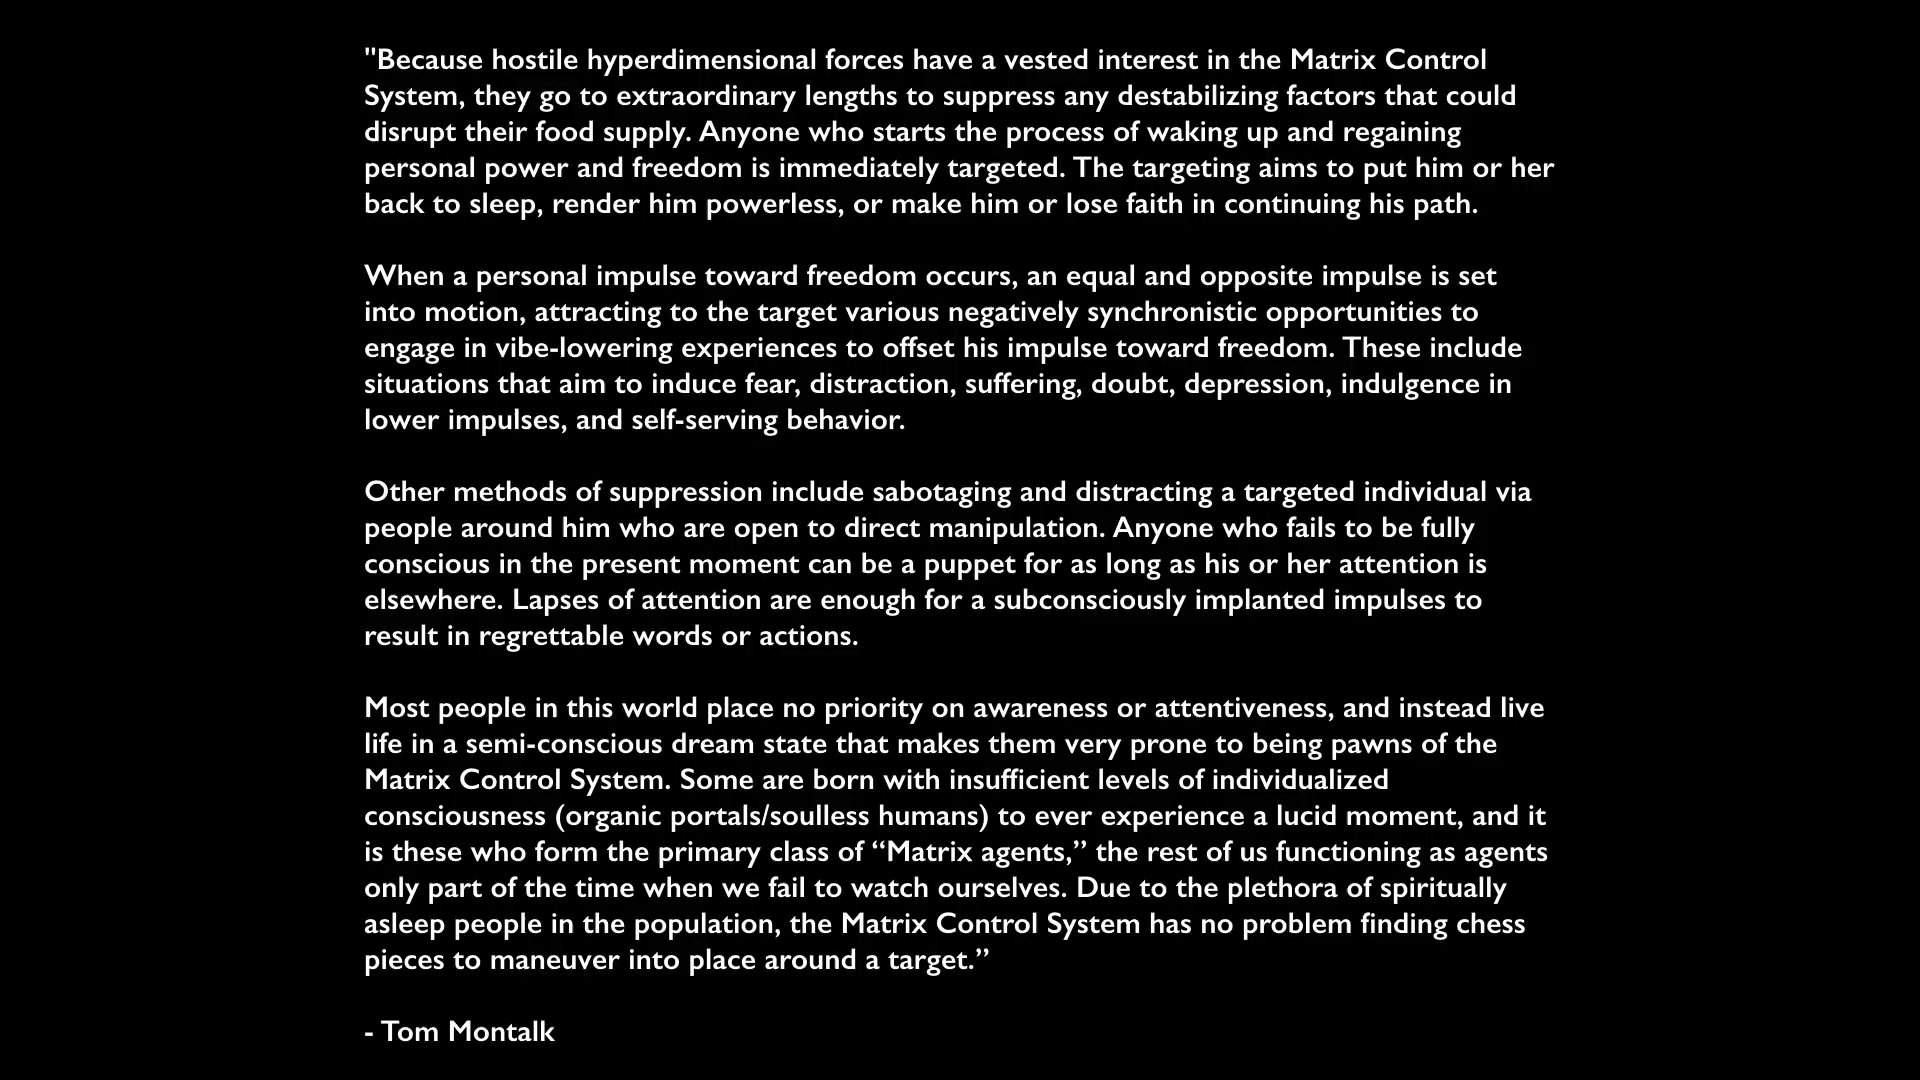 "Because hostile hyperdimensional forces have a vested interest in the Matrix Control
System, they go to extraordinary lengths to suppress any destabilizing factors that could
disrupt their food supply. Anyone who starts the process of waking up and regaining
personal power and freedom is immediately targeted. The targeting aims to put him or her
back to sleep, render him powerless, or make him or lose faith in continuing his path.
When a personal impulse toward freedom occurs, an equal and opposite impulse is set
into motion, attracting to the target various negatively synchronistic opportunities to
engage in vibe-lowering experiences to offset his impulse toward freedom. These include
situations that aim to induce fear, distraction, suffering, doubt, depression, indulgence in
lower impulses, and self-serving behavior.
Other methods of suppression include sabotaging and distracting a targeted individual via
people around him who are open to direct manipulation. Anyone who fails to be fully
conscious in the present moment can be a puppet for as long as his or her attention is
elsewhere. Lapses of attention are enough for a subconsciously implanted impulses to
result in regrettable words or actions.
Most people in this world place no priority on awareness or attentiveness, and instead live
life in a semi-conscious dream state that makes them very prone to being pawns of the
Matrix Control System. Some are born with insufficient levels of individualized
consciousness (organic portals/soulless humans) to ever experience a lucid moment, and it
is these who form the primary class of “Matrix agents,” the rest of us functioning as agents
only part of the time when we fail to watch ourselves. Due to the plethora of spiritually
asleep people in the population, the Matrix Control System has no problem finding chess
pieces to maneuver into place around a target.”
- Tom Montalk